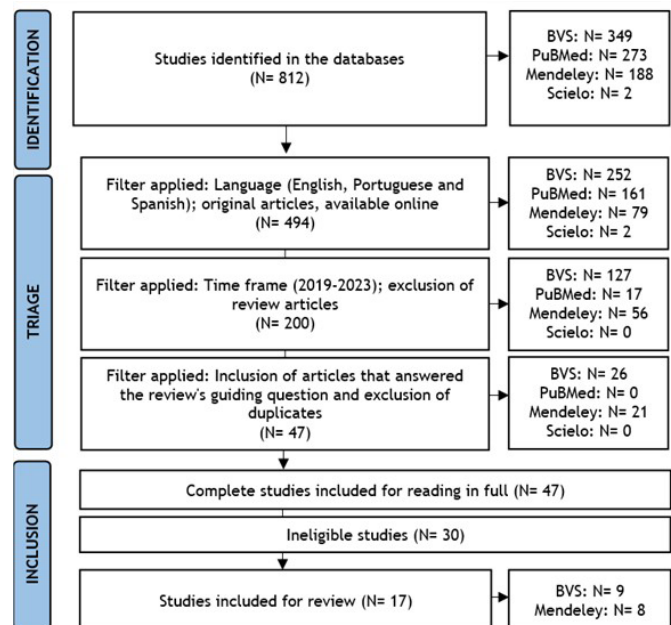 IDENTIFICATION
Studies identified in the databases
(N= 812)
BVS: N= 349
PuBMed: N= 273
Mendeley: N= 188
Scielo: N= 2
TRIAGE
Filter applied: Language (English, Portuguese and
Spanish); original articles, available online
(N= 494)
BVS: N= 252
PuBMed: N= 161
Mendeley: N= 79
Scielo: N= 2
Filter applied: Time frame (2019-2023); exclusion of
review articles
(N= 200)
BVS: N= 127
PuBMed: N= 17
Mendeley: N= 56
Scielo: N= 0
Filter applied: Inclusion of articles that answered
the review's guiding question and exclusion of
duplicates
(N= 47)
BVS: N= 26
PuBMed: N= 0
Mendeley: N= 21
Scielo: N= 0
INCLUSION
Complete studies included for reading in full (N= 47)
Ineligible studies (N= 30)
Studies included for review (N= 17)
BVS: N= 9
Mendeley: N= 8